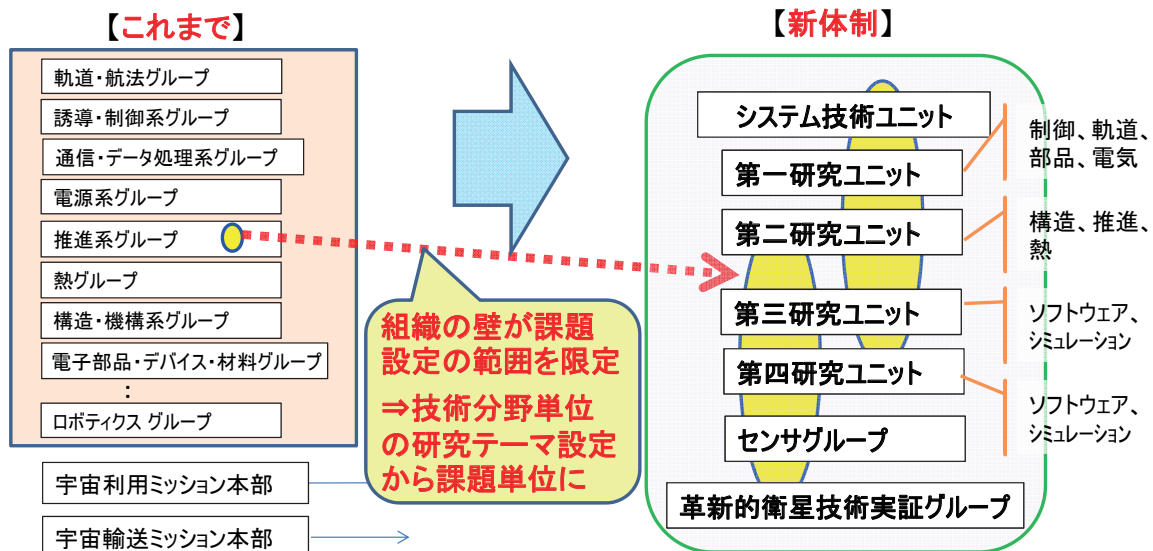 【これまで】
軌道・航法グループ
誘導・制御系グループ
通信・データ処理系グループ
電源系グループ
推進系グループ
熱グループ
構造・機構系グループ
電子部品・デバイス・材料グループ
：
ロボティクス グループ
宇宙利用ミッション本部
宇宙輸送ミッション本部
組織の壁が課題
設定の範囲を限定
⇒技術分野単位
の研究テーマ設定
から課題単位に
【新体制】
システム技術ユニット
第一研究ユニット
第二研究ユニット
第三研究ユニット
第四研究ユニット
センサグループ
革新的衛星技術実証グループ
制御、軌道、
部品、電気
構造、推進、
熱
ソフトウェア、
シミュレーション
ソフトウェア、
シミュレーション